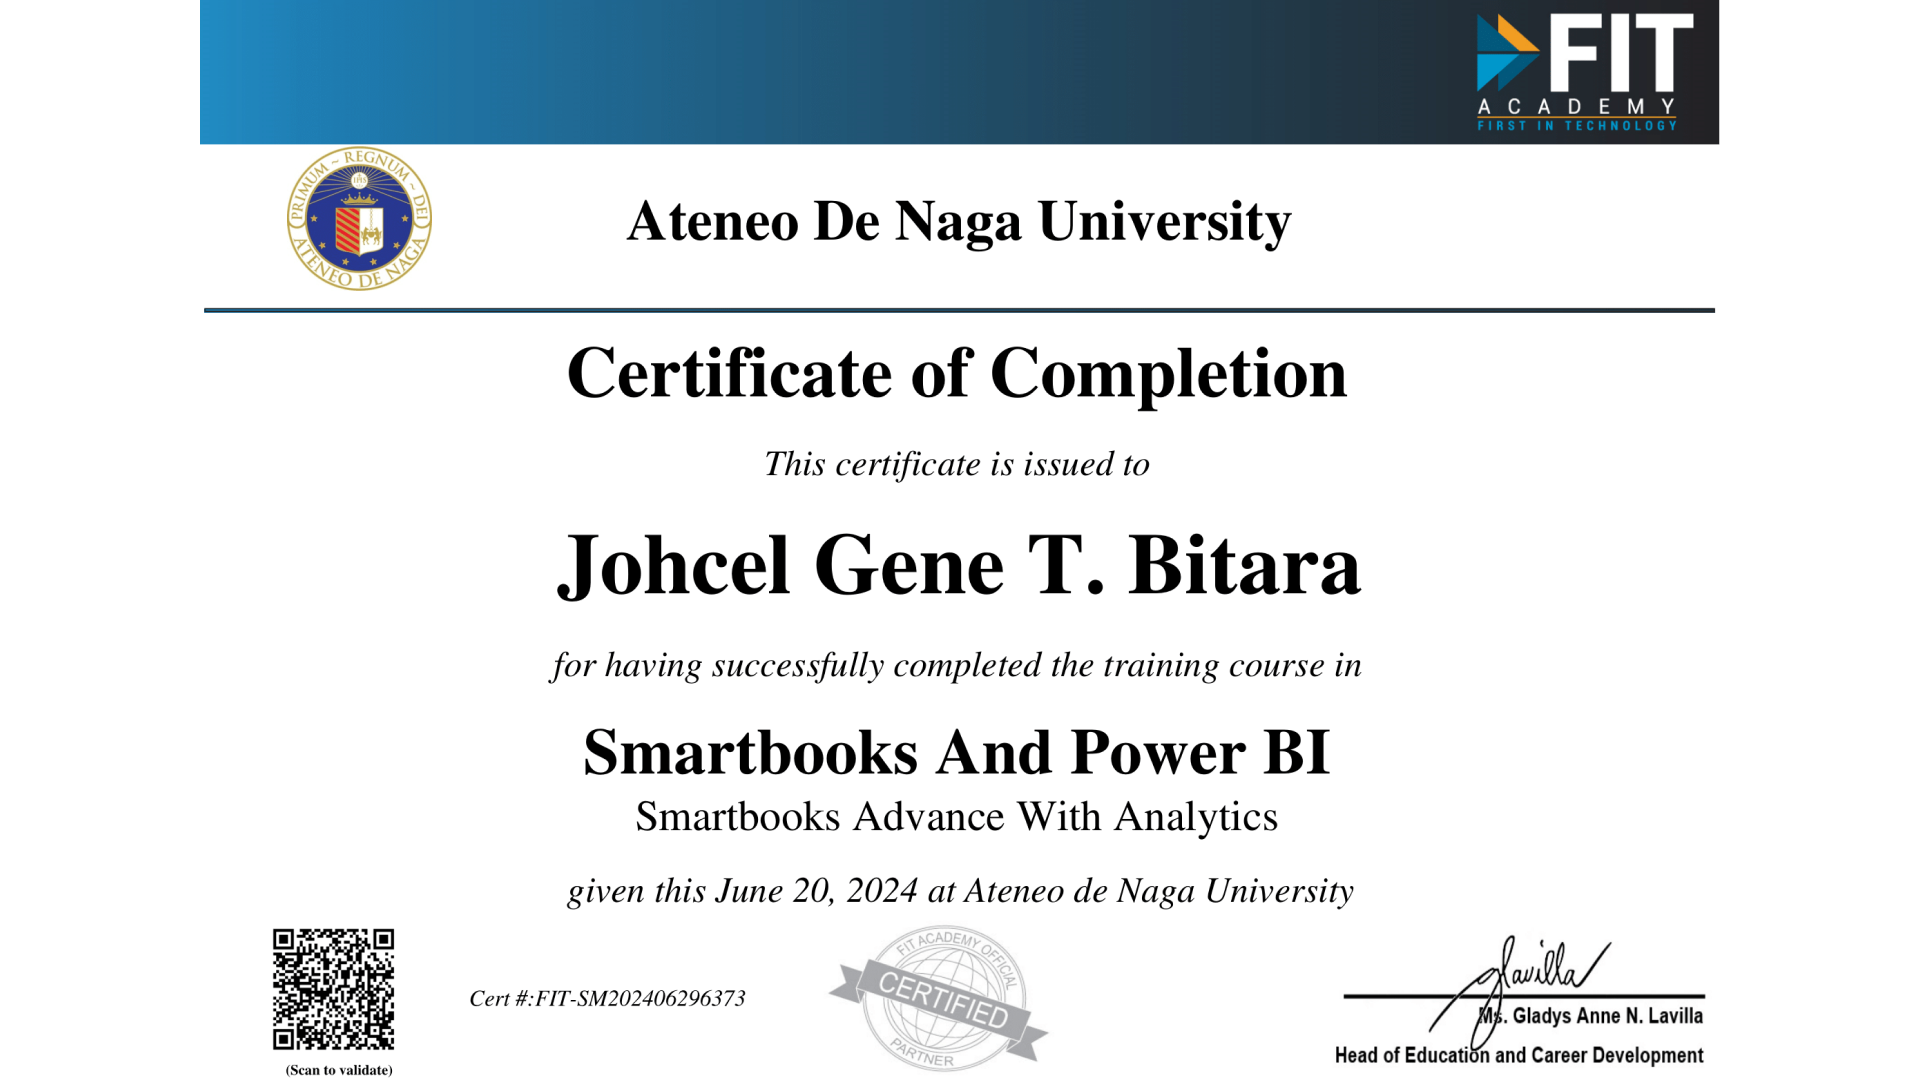 FIT
ACADEMY
FIRST IN TECHNOLOGY
PRIMUM ~ REGNUM ~ DEI
ATENEO DE NAGA
Ateneo De Naga University
Certificate of Completion
This certificate is issued to
Johcel Gene T. Bitara
for having successfully completed the training course in
Smartbooks And Power BI
Smartbooks Advance With Analytics
given this June 20, 2024 at Ateneo de Naga University
Cert #:FIT-SM202406296373
(Scan to validate)
FIT ACADEMY OFFICIAL
CERTIFIED
PARTNER
glavilla
Ms. Gladys Anne N. Lavilla
Head of Education and Career Development